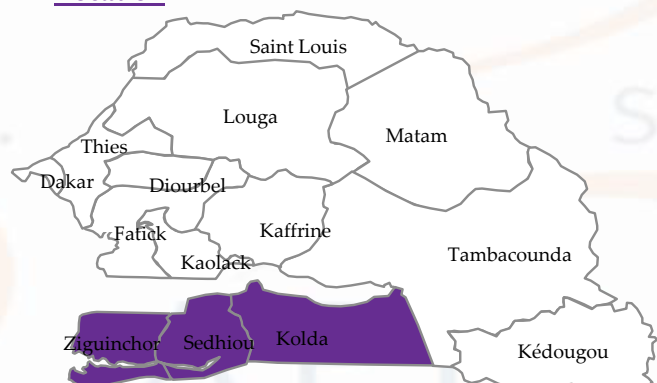 Saint Louis
Louga
Matam
Thies
Dakar
Diourbel
Fatick
Kaffrine
Kaolack
Tambacounda
Ziguinchor
Sedhiou
Kolda
Kédougou